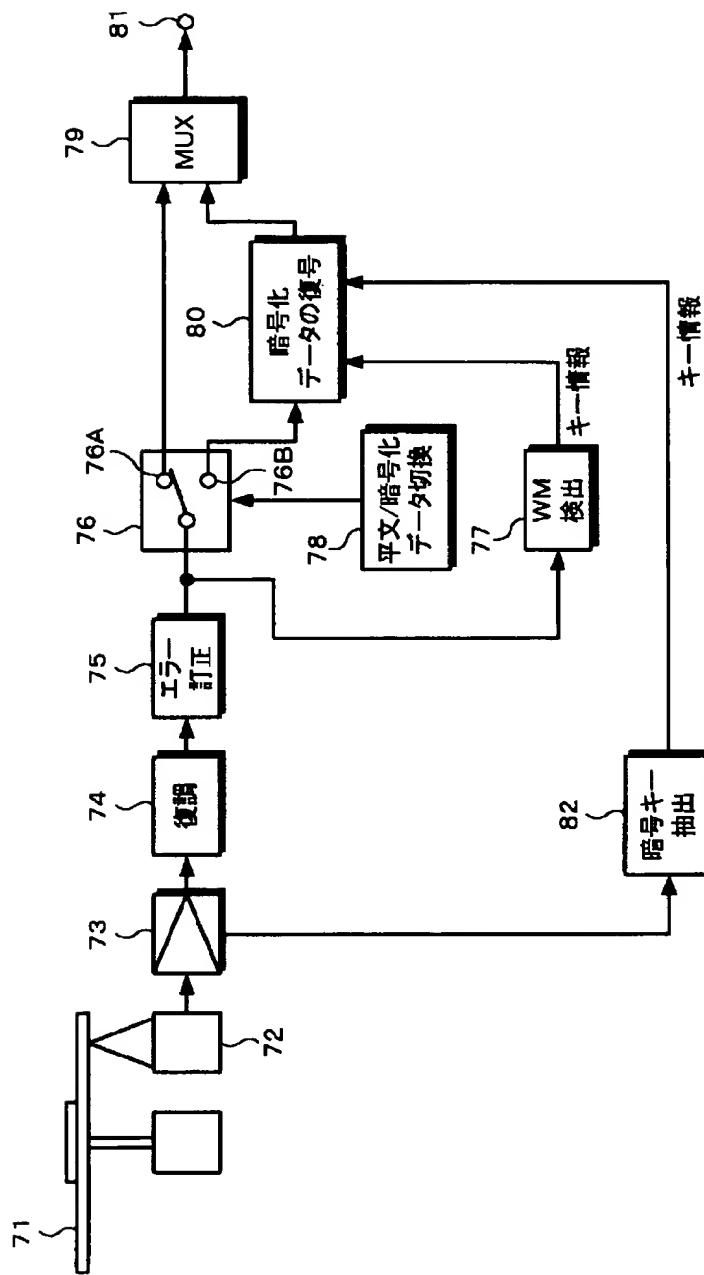 71
72
73
74
復調
75
エラー
訂正
76
76A
76B
78
平文/暗号化
データ切換
77
WM
検出
キー情報
80
暗号化
データの復号
79
MUX
81
82
暗号キー
抽出
キー情報